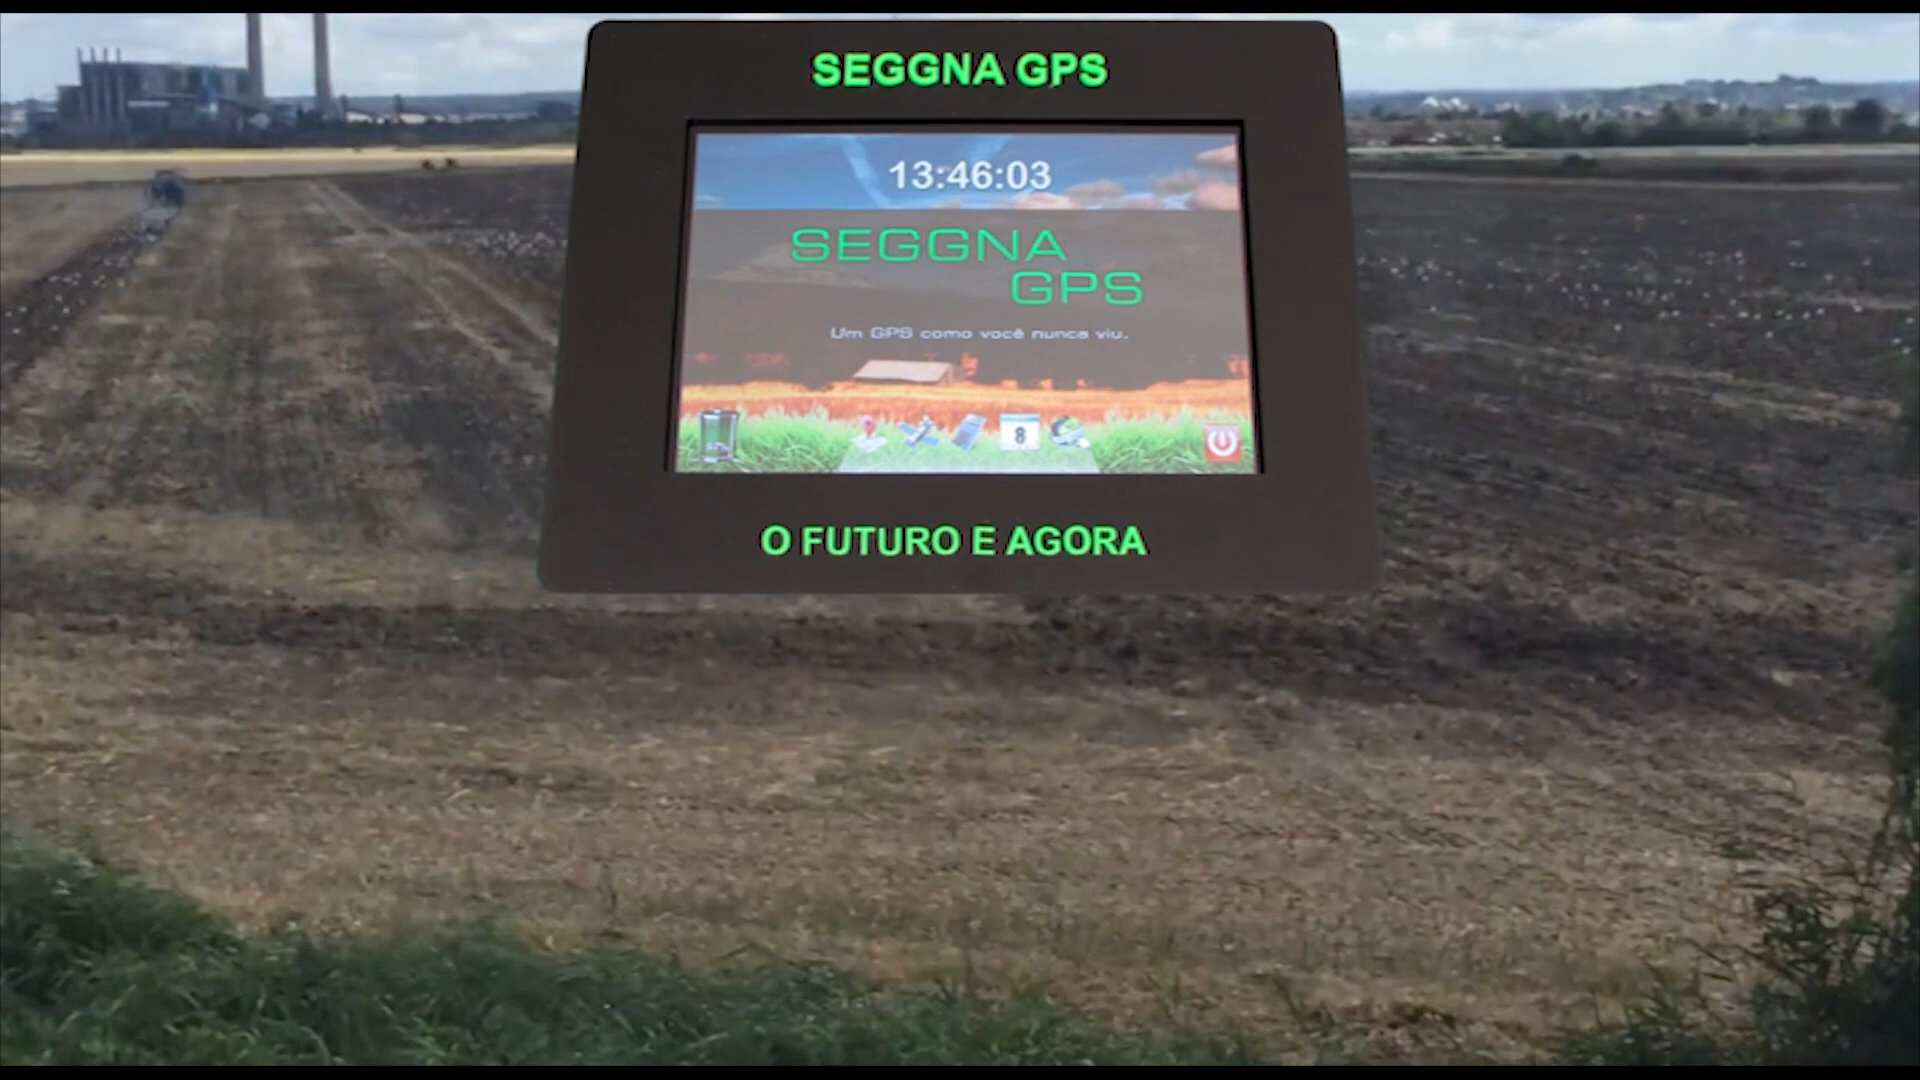 SEGGNA GPS
13:46:03
SEGGNA
GPS
Um GPS como você nunca viu.
8
O FUTURO É AGORA